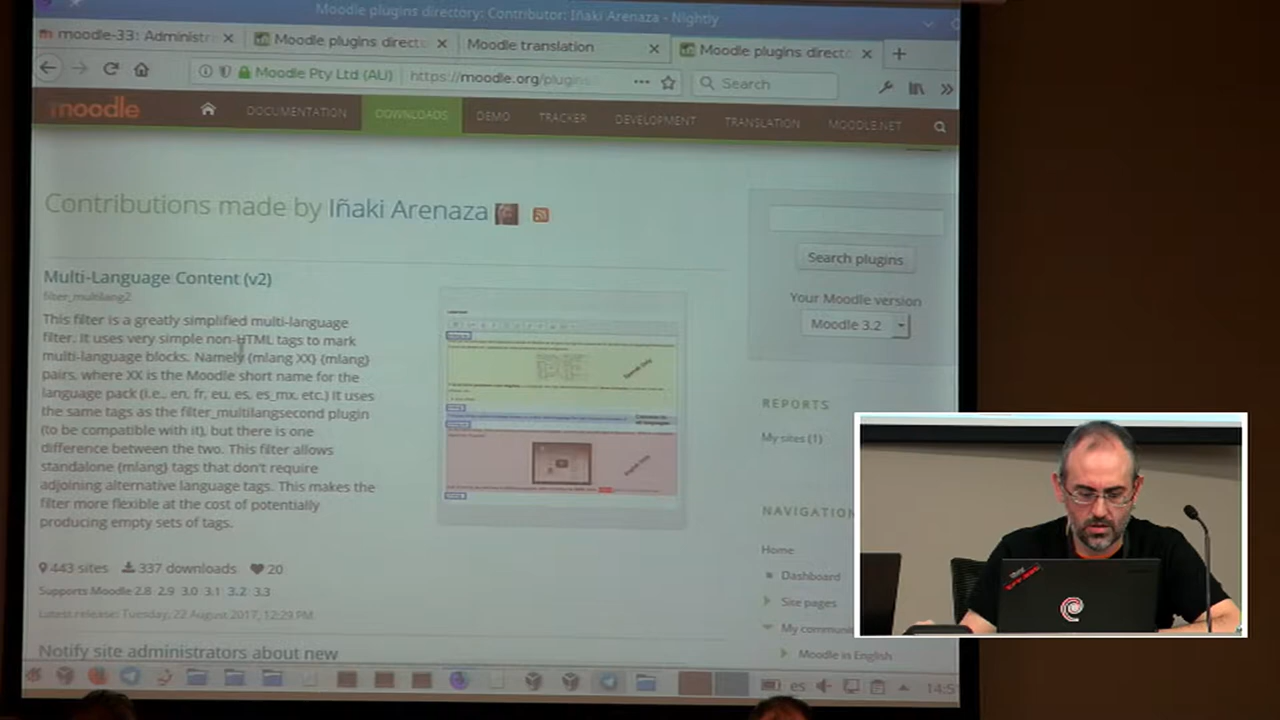 Moodle plugins directory: Contributor: Iñaki Arenaza - Nightly
moodle-33: Administr
Moodle plugins direct
Moodle translation
Moodle plugins direct
Moodle Pty Ltd (AU)
https://moodle.org/plugins
Search
moodle
DOCUMENTATION
DOWNLOADS
DEMO
TRACKER
DEVELOPMENT
TRANSLATION
MOODLE.NET
Contributions made by Iñaki Arenaza
Multi-Language Content (v2)
filter_multilang2
This filter is a greatly simplified multi-language
filter. It uses very simple non-HTML tags to mark
multi-language blocks. Namely {mlang XX} {mlang}
pairs, where XX is the Moodle short name for the
language pack (i.e., en, fr, eu, es, es_mx, etc.) It uses
the same tags as the filter_multilangsecond plugin
(to be compatible with it), but there is one
difference between the two. This filter allows
standalone {mlang} tags that don't require
adjoining alternative language tags. This makes the
filter more flexible at the cost of potentially
producing empty sets of tags.
443 sites 337 downloads 20
Supports Moodle 2.8 2.9 3.0 3.1 3.2 3.3
Latest release: Tuesday, 22 August 2017, 12:29 PM
Notify site administrators about new
Search plugins
Your Moodle version
Moodle 3.2
REPORTS
My sites (1)
NAVIGATION
Home
Dashboard
Site pages
My commun
Moodle in English
es
14:5